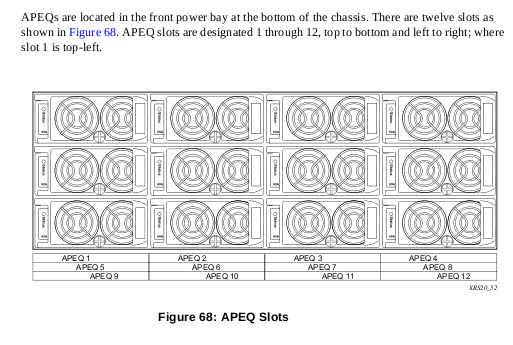 APEQs are located in the front power bay at the bottom of the chassis. There are twelve slots as
shown in Figure 68. APEQ slots are designated 1 through 12, top to bottom and left to right; where
slot 1 is top-left.
APEQ 1 APEQ 2 APEQ 3 APEQ 4
APEQ 5 APEQ 6 APEQ 7 APEQ 8
APEQ 9 APEQ 10 APEQ 11 APEQ 12
XRS20_52
Figure 68: APEQ Slots